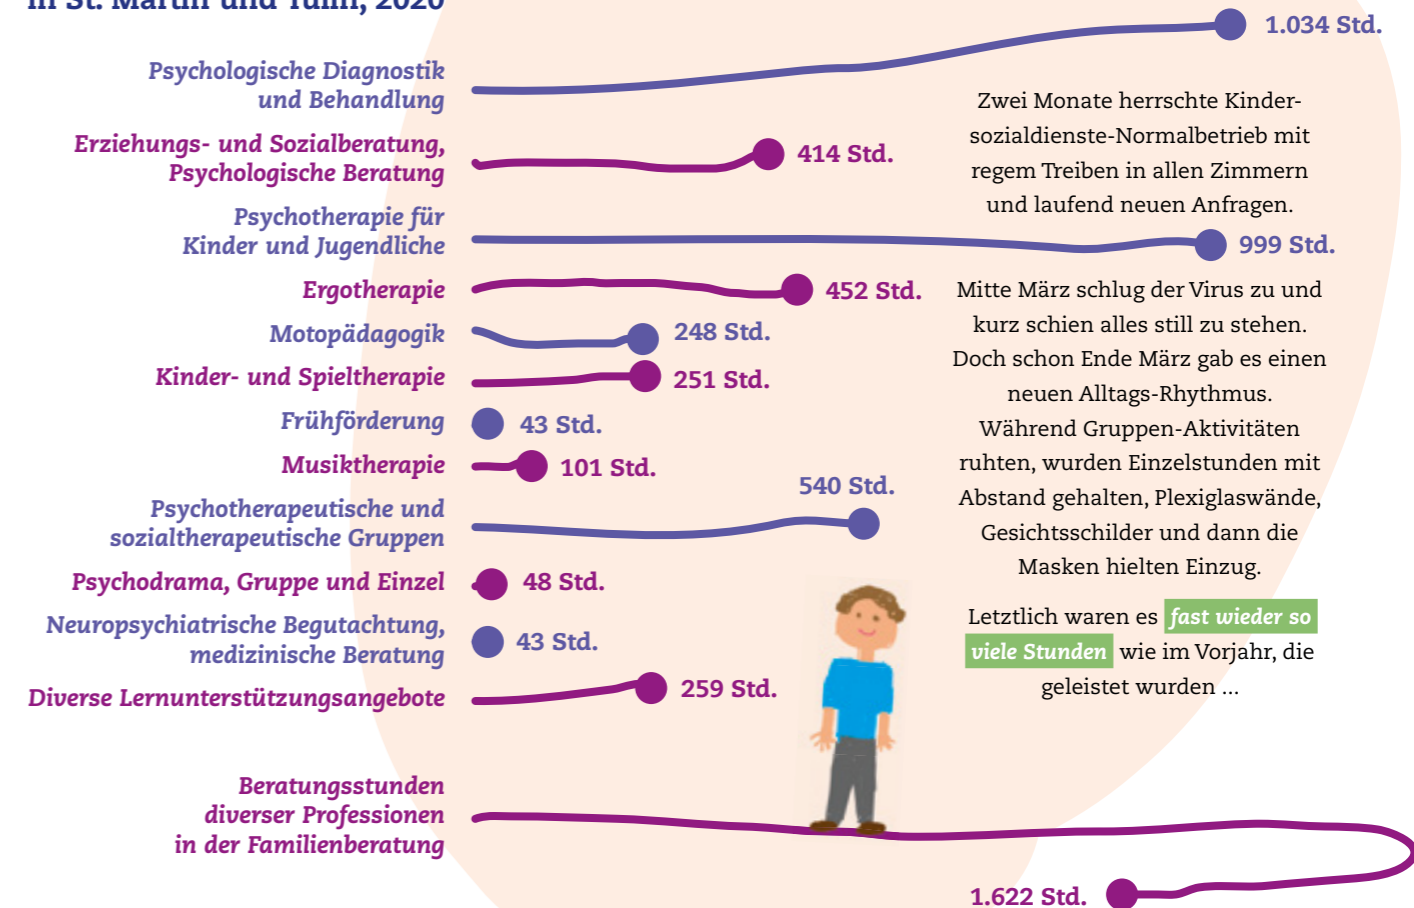 in St. Martin und Tulln, 2020
1.034 Std.
Psychologische Diagnostik
und Behandlung
Erziehungs- und Sozialberatung,
Psychologische Beratung
414 Std.
Psychotherapie für
Kinder und Jugendliche
999 Std.
Ergotherapie
452 Std.
Motopädagogik
248 Std.
Kinder- und Spieltherapie
251 Std.
Frühförderung
43 Std.
Musiktherapie
101 Std.
Psychotherapeutische und
sozialtherapeutische Gruppen
540 Std.
Psychodrama, Gruppe und Einzel
48 Std.
Neuropsychiatrische Begutachtung,
medizinische Beratung
43 Std.
Diverse Lernunterstützungsangebote
259 Std.
Beratungsstunden
diverser Professionen
in der Familienberatung
1.622 Std.
Zwei Monate herrschte Kinder-
sozialdienste-Normalbetrieb mit
regem Treiben in allen Zimmern
und laufend neuen Anfragen.
Mitte März schlug der Virus zu und
kurz schien alles still zu stehen.
Doch schon Ende März gab es einen
neuen Alltags-Rhythmus.
Während Gruppen-Aktivitäten
ruhten, wurden Einzelstunden mit
Abstand gehalten, Plexiglaswände,
Gesichtsschilder und dann die
Masken hielten Einzug.
Letztlich waren es fast wieder so
viele Stunden wie im Vorjahr, die
geleistet wurden ...